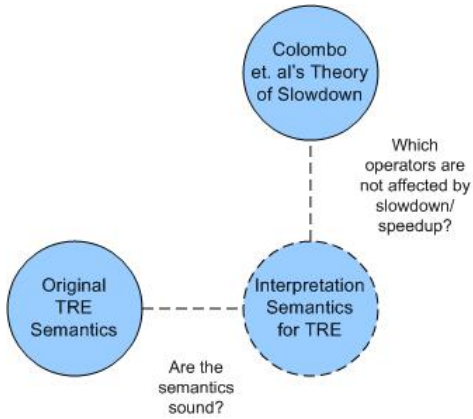 Colombo
et. al's Theory
of Slowdown
Which
operators are
not affected by
slowdown/
speedup?
Original
TRE
Semantics
Interpretation
Semantics
for TRE
Are the
semantics
sound?